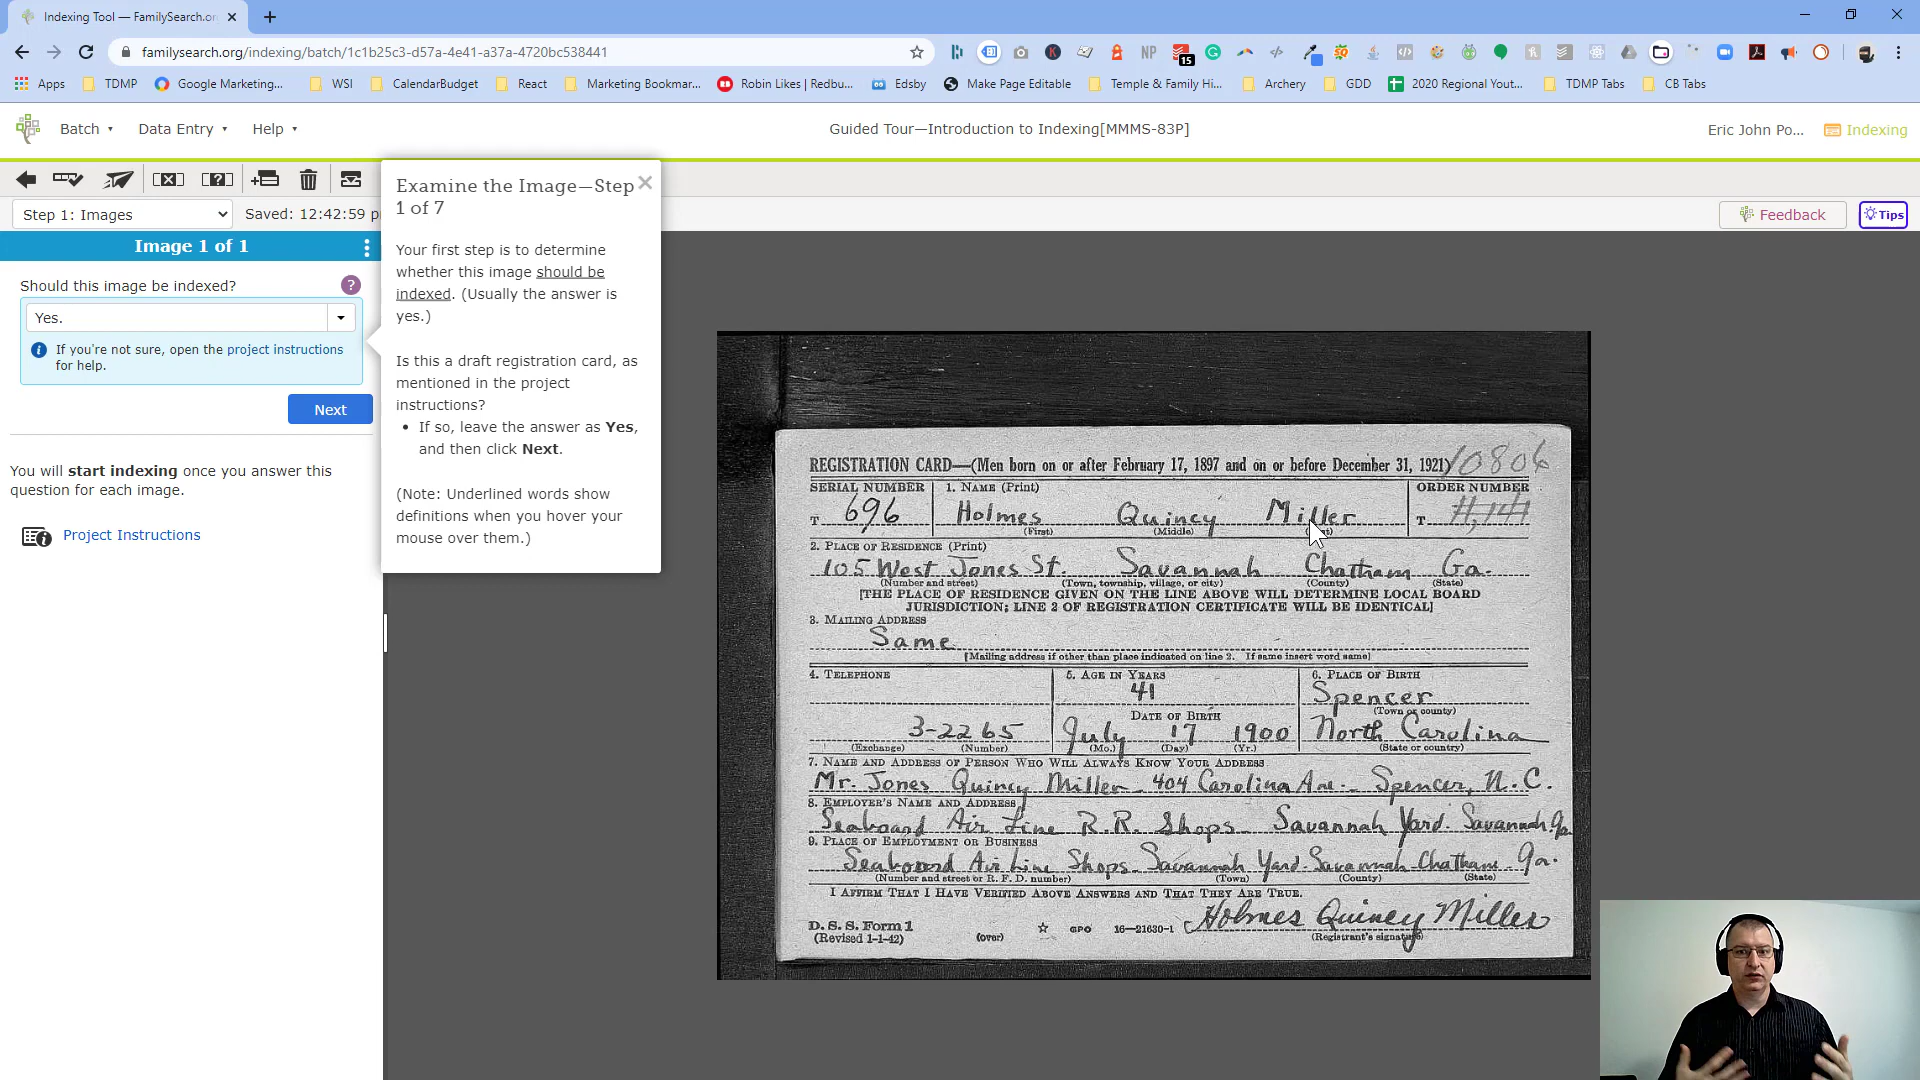 Indexing Tool — FamilySearch.or
familysearch.org/indexing/batch/1c1b25c3-d57a-4e41-a37a-4720bc538441
NP
15
Apps
TDMP
Google Marketing...
WSI
CalendarBudget
React
Marketing Bookmar...
Robin Likes (Redbu...
Edsby
Make Page Editable
Temple & Family Hi...
Archery
GDD
2020 Regional Yout...
TDMP Tabs
CB Tabs
Batch
Data Entry
Help
Guided Tour—Introduction to Indexing[MMMS-83P]
Eric John Po...
Indexing
Step 1: Images
Saved: 12:42:59 p
Feedback
Tips
Image 1 of 1
Should this image be indexed?
?
Yes.
If you're not sure, open the project instructions
for help.
Next
You will start indexing once you answer this
question for each image.
Project Instructions
Examine the Image—Step
1 of 7
Your first step is to determine
whether this image should be
indexed. (Usually the answer is
yes.)
Is this a draft registration card, as
mentioned in the project
instructions?
• If so, leave the answer as Yes,
and then click Next.
(Note: Underlined words show
definitions when you hover your
mouse over them.)
REGISTRATION CARD—(Men born on or after February 17, 1897 and on or before December 31, 1921) 10806
SERIAL NUMBER 1. NAME (Print) ORDER NUMBER
T 696 Holmes Quincy Miller T
(First) (Middle)
2. PLACE OF RESIDENCE (Print)
105 West Jones St. Savannah Chatham Ga.
(Number and street) (Town, township, village, or city) (County) (State)
[THE PLACE OF RESIDENCE GIVEN ON THE LINE ABOVE WILL DETERMINE LOCAL BOARD
JURISDICTION; LINE 2 OF REGISTRATION CERTIFICATE WILL BE IDENTICAL]
3. MAILING ADDRESS
Same
[Mailing address if other than place indicated on line 2. If same insert word same]
4. TELEPHONE 5. AGE IN YEARS 6. PLACE OF BIRTH
41 Spencer
DATE OF BIRTH (Town or county)
3-2265 July 17 1900 North Carolina
(Exchange) (Number) (Mo.) (Day) (Yr.) (State or country)
7. NAME AND ADDRESS OF PERSON WHO WILL ALWAYS KNOW YOUR ADDRESS
Mr. Jones Quincy Miller 404 Carolina Ave. Spencer, N.C.
8. EMPLOYER'S NAME AND ADDRESS
Seaboard Air Line R.R. Shops Savannah Yard. Savannah. Ga
9. PLACE OF EMPLOYMENT OR BUSINESS
Seaboard Air Line Shops Savannah Yard Savannah Chatham Ga.
(Number and street or R. F. D. number) (Town) (County) (State)
I AFFIRM THAT I HAVE VERIFIED ABOVE ANSWERS AND THAT THEY ARE TRUE.
Holmes Quincy Miller
D. S. S. Form 1
(Revised 1-1-42) (over) GPO 16—21630-1 (Registrant's signature)